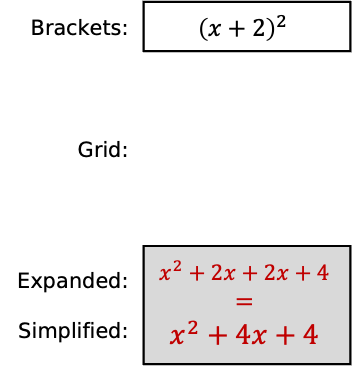 Brackets: (x + 2)²
Grid:
Expanded: x² + 2x + 2x + 4
=
Simplified: x² + 4x + 4